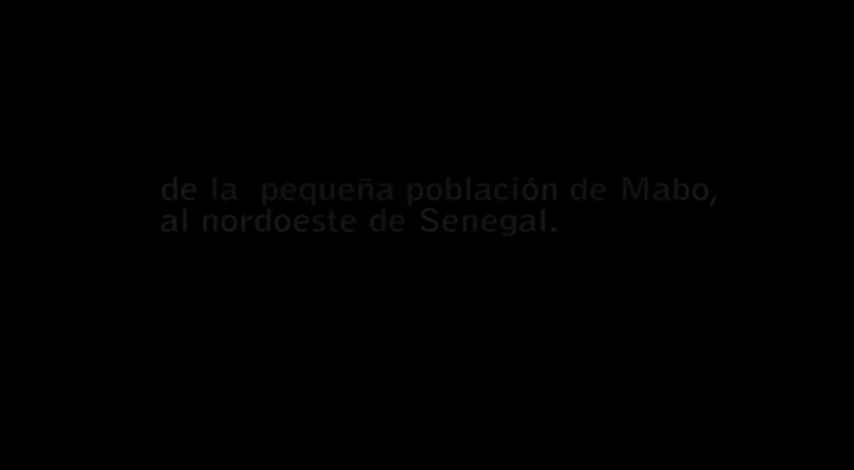 de la pequeña población de Mabo,
al nordoeste de Senegal.